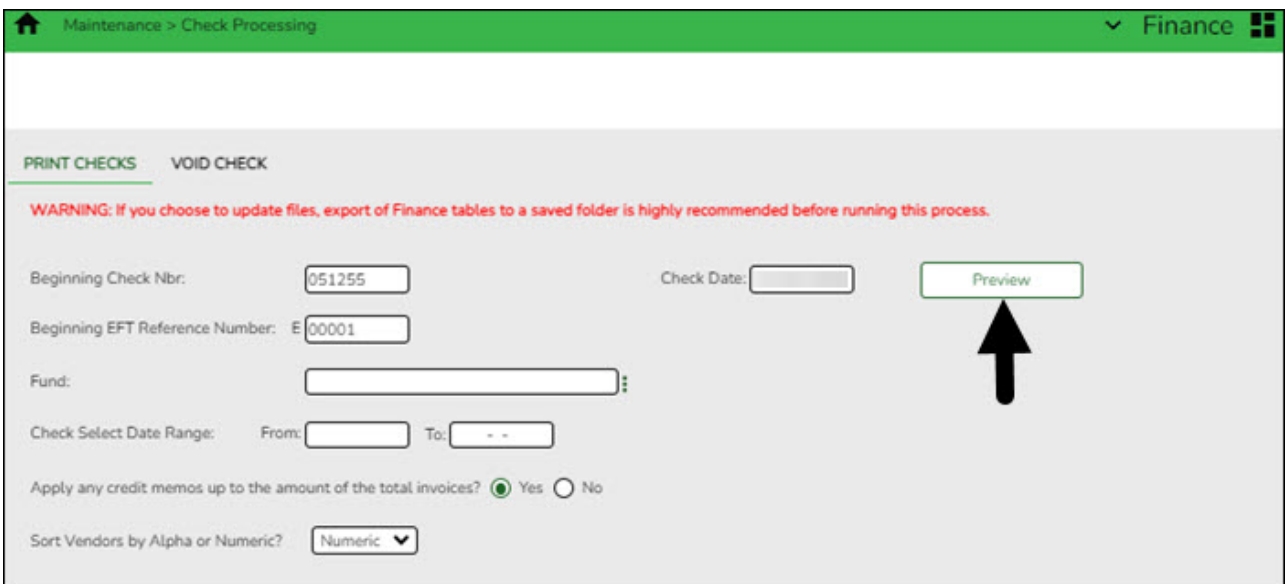 Maintenance > Check Processing Finance
PRINT CHECKS VOID CHECK
WARNING: If you choose to update files, export of Finance tables to a saved folder is highly recommended before running this process.
Beginning Check Nbr: 051255 Check Date: Preview
Beginning EFT Reference Number: E 00001
Fund:
Check Select Date Range: From: To: - -
Apply any credit memos up to the amount of the total invoices? Yes No
Sort Vendors by Alpha or Numeric? Numeric